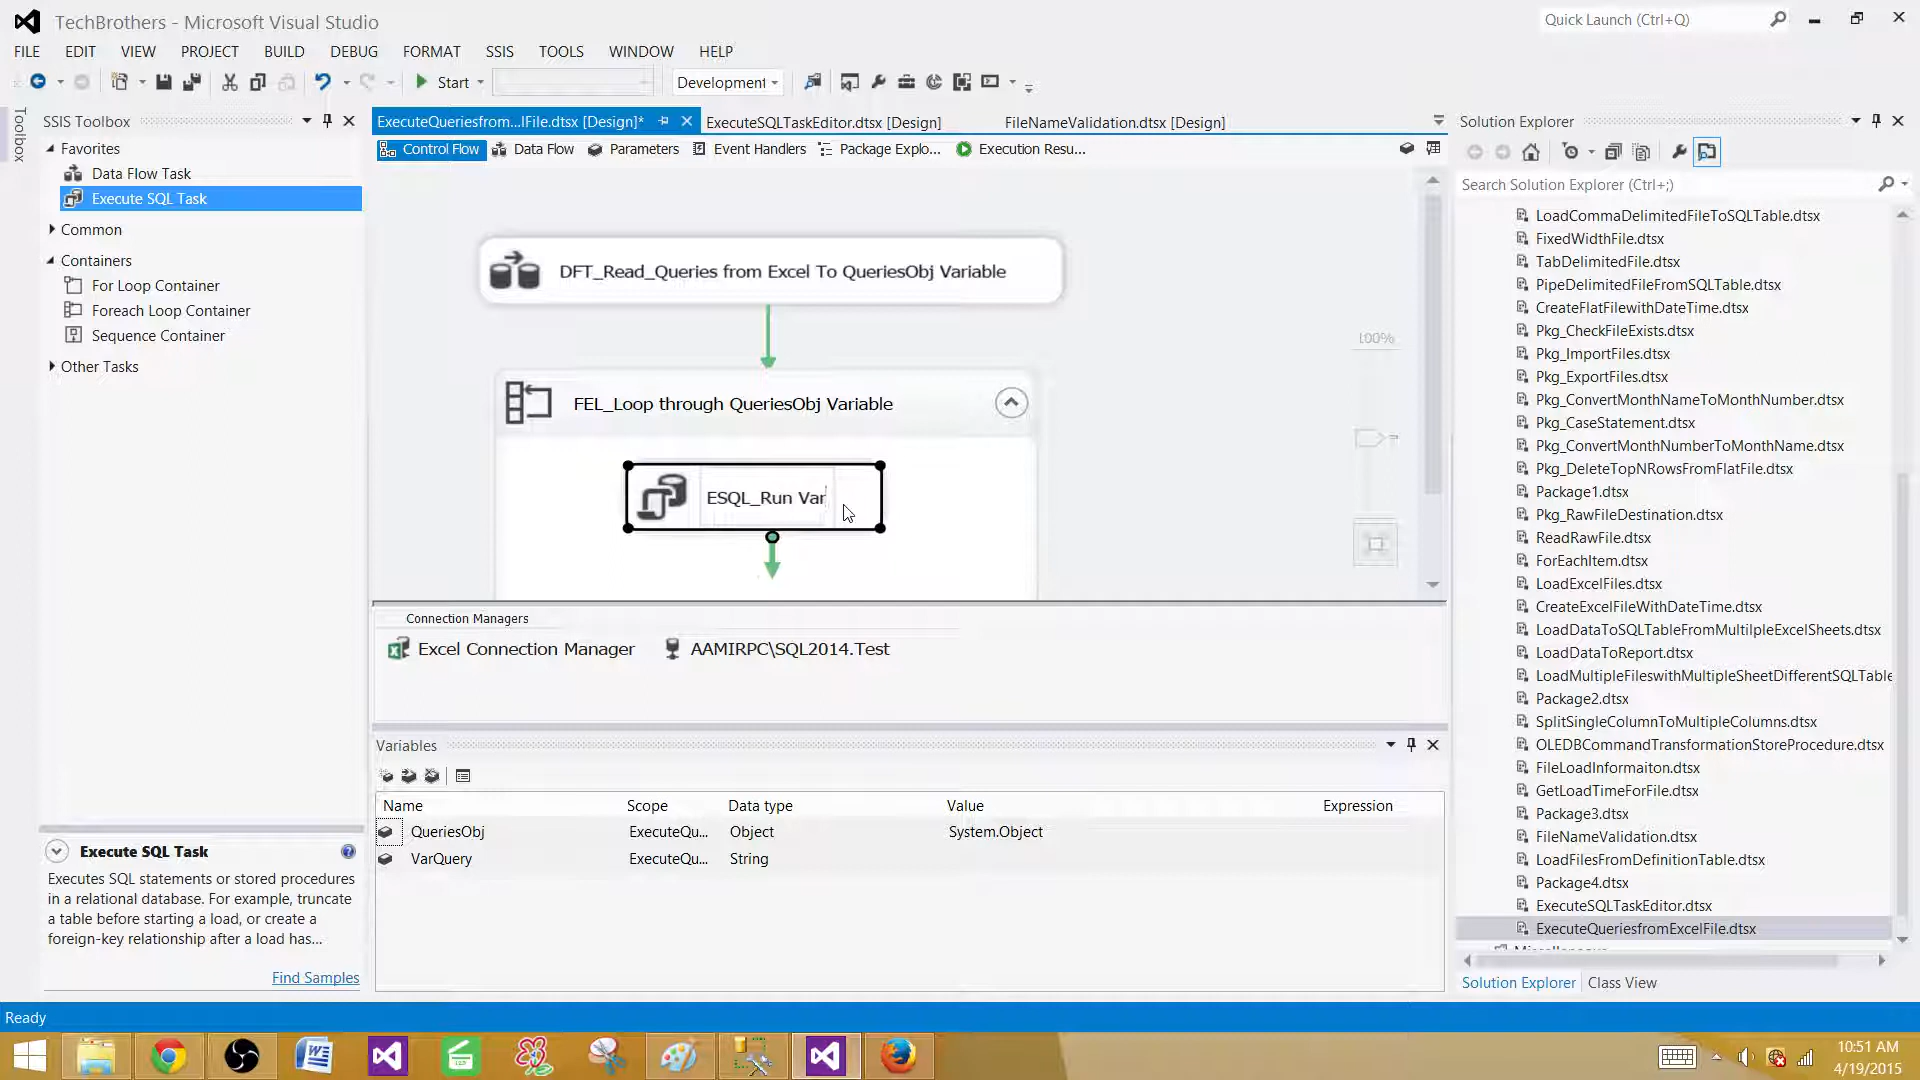 TechBrothers - Microsoft Visual Studio
Quick Launch (Ctrl+Q)
FILE EDIT VIEW PROJECT BUILD DEBUG FORMAT SSIS TOOLS WINDOW HELP
Start
Development
Toolbox
SSIS Toolbox
Favorites
Data Flow Task
Execute SQL Task
Common
Containers
For Loop Container
Foreach Loop Container
Sequence Container
Other Tasks
Execute SQL Task
Executes SQL statements or stored procedures
in a relational database. For example, truncate
a table before starting a load, or create a
foreign-key relationship after a load has...
Find Samples
ExecuteQueriesfrom...lFile.dtsx [Design]* ExecuteSQLTaskEditor.dtsx [Design] FileNameValidation.dtsx [Design]
Control Flow Data Flow Parameters Event Handlers Package Explo... Execution Resu...
DFT_Read_Queries from Excel To QueriesObj Variable
100%
FEL_Loop through QueriesObj Variable
ESQL_Run Var
Connection Managers
Excel Connection Manager AAMIRPC\SQL2014.Test
Variables
Name Scope Data type Value Expression
QueriesObj ExecuteQu... Object System.Object
VarQuery ExecuteQu... String
Solution Explorer
Search Solution Explorer (Ctrl+;)
LoadCommaDelimitedFileToSQLTable.dtsx
FixedWidthFile.dtsx
TabDelimitedFile.dtsx
PipeDelimitedFileFromSQLTable.dtsx
CreateFlatFilewithDateTime.dtsx
Pkg_CheckFileExists.dtsx
Pkg_ImportFiles.dtsx
Pkg_ExportFiles.dtsx
Pkg_ConvertMonthNameToMonthNumber.dtsx
Pkg_CaseStatement.dtsx
Pkg_ConvertMonthNumberToMonthName.dtsx
Pkg_DeleteTopNRowsFromFlatFile.dtsx
Package1.dtsx
Pkg_RawFileDestination.dtsx
ReadRawFile.dtsx
ForEachItem.dtsx
LoadExcelFiles.dtsx
CreateExcelFileWithDateTime.dtsx
LoadDataToSQLTableFromMultilpleExcelSheets.dtsx
LoadDataToReport.dtsx
LoadMultipleFileswithMultipleSheetDifferentSQLTable
Package2.dtsx
SplitSingleColumnToMultipleColumns.dtsx
OLEDBCommandTransformationStoreProcedure.dtsx
FileLoadInformaiton.dtsx
GetLoadTimeForFile.dtsx
Package3.dtsx
FileNameValidation.dtsx
LoadFilesFromDefinitionTable.dtsx
Package4.dtsx
ExecuteSQLTaskEditor.dtsx
ExecuteQueriesfromExcelFile.dtsx
Solution Explorer Class View
Ready
10:51 AM
4/19/2015